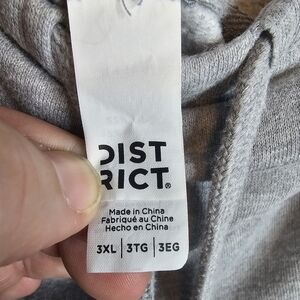 DIST
RICT®
Made in China
Fabriqué au Chine
Hecho en China
3XL | 3TG | 3EG